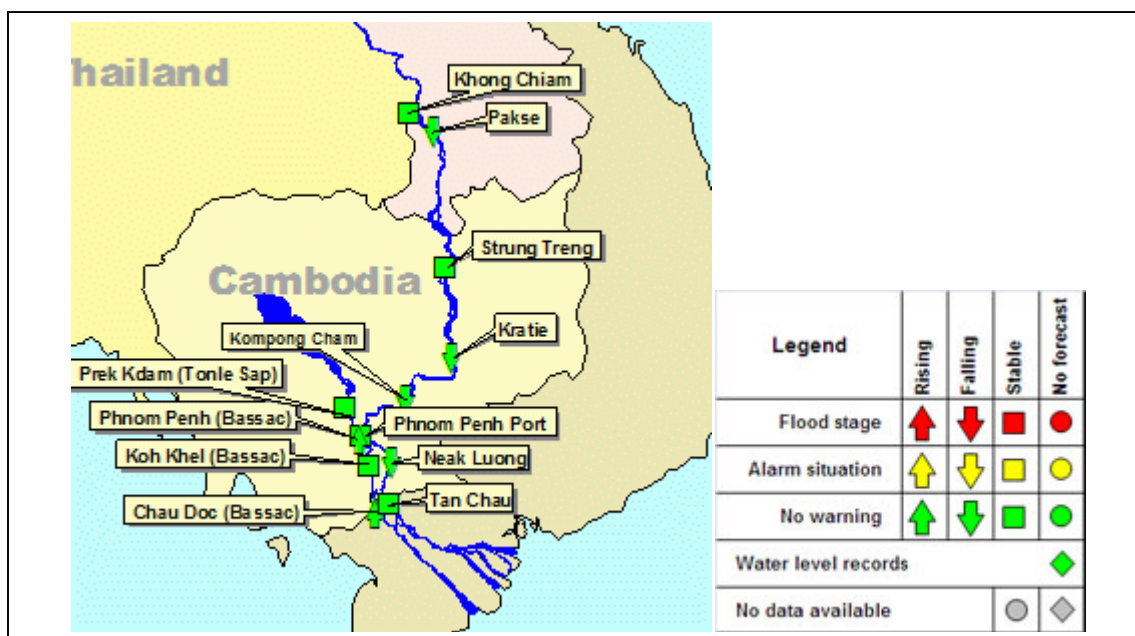 hailand
Khong Chiam
Pakse
Strung Treng
Cambodia
Kompong Cham
Kratie
Prek Kdam (Tonle Sap)
Phnom Penh (Bassac)
Phnom Penh Port
Koh Khel (Bassac)
Neak Luong
Chau Doc (Bassac)
Tan Chau
Legend
Rising
Falling
Stable
No forecast
Flood stage
Alarm situation
No warning
Water level records
No data available